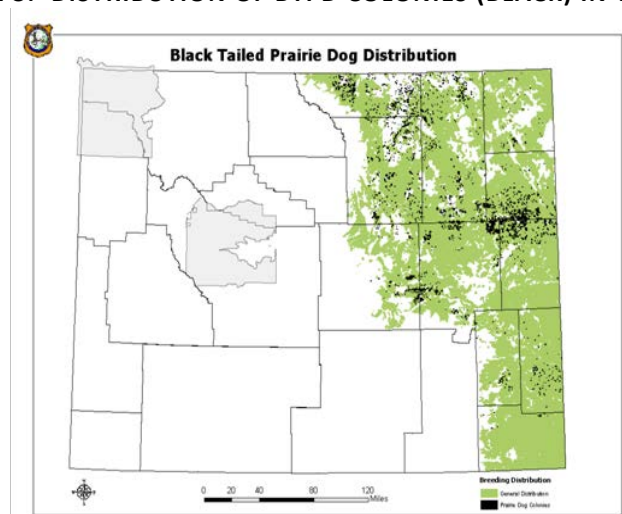 Black Tailed Prairie Dog Distribution
0 20 40 80 120
Miles
Breeding Distribution
General Distribution
Prairie Dog Colonies